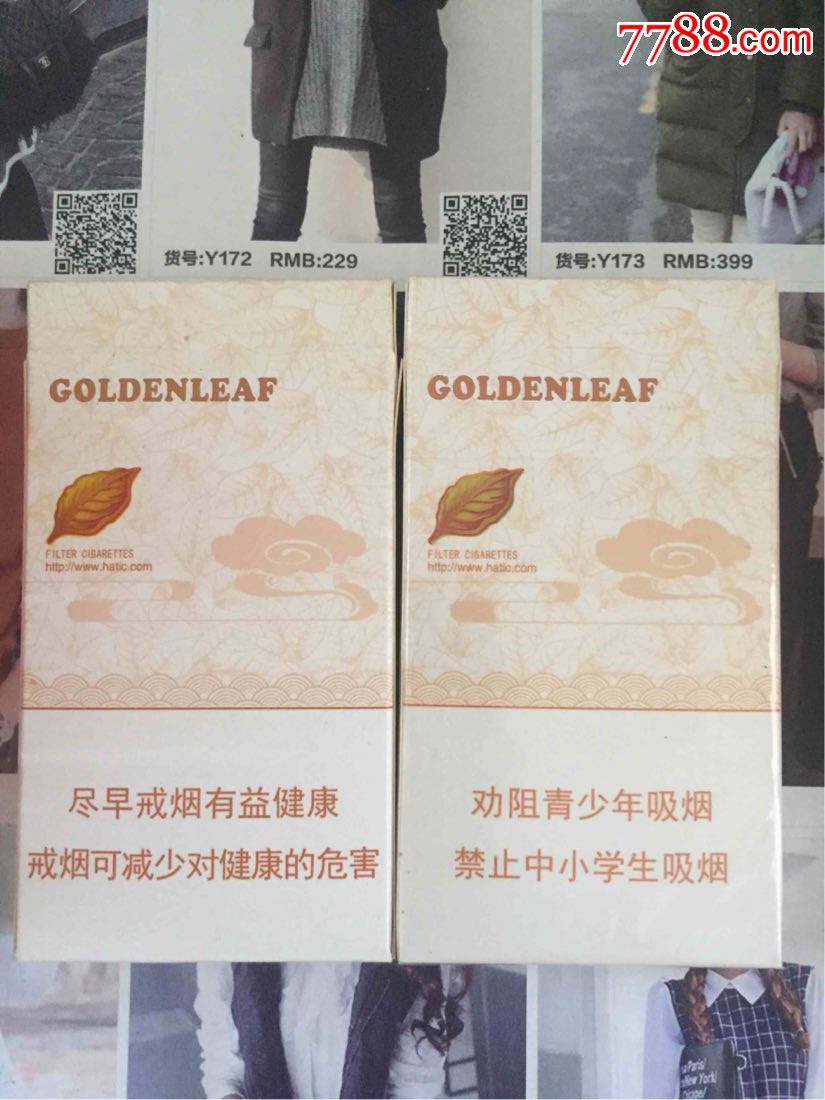 7788.com
货号:Y172 RMB:229
货号:Y173 RMB:399
GOLDENLEAF
FILTER CIGARETTES
http://www.hatic.com
尽早戒烟有益健康
戒烟可减少对健康的危害
GOLDENLEAF
FILTER CIGARETTES
http://www.hatic.com
劝阻青少年吸烟
禁止中小学生吸烟
Paris/
New York/